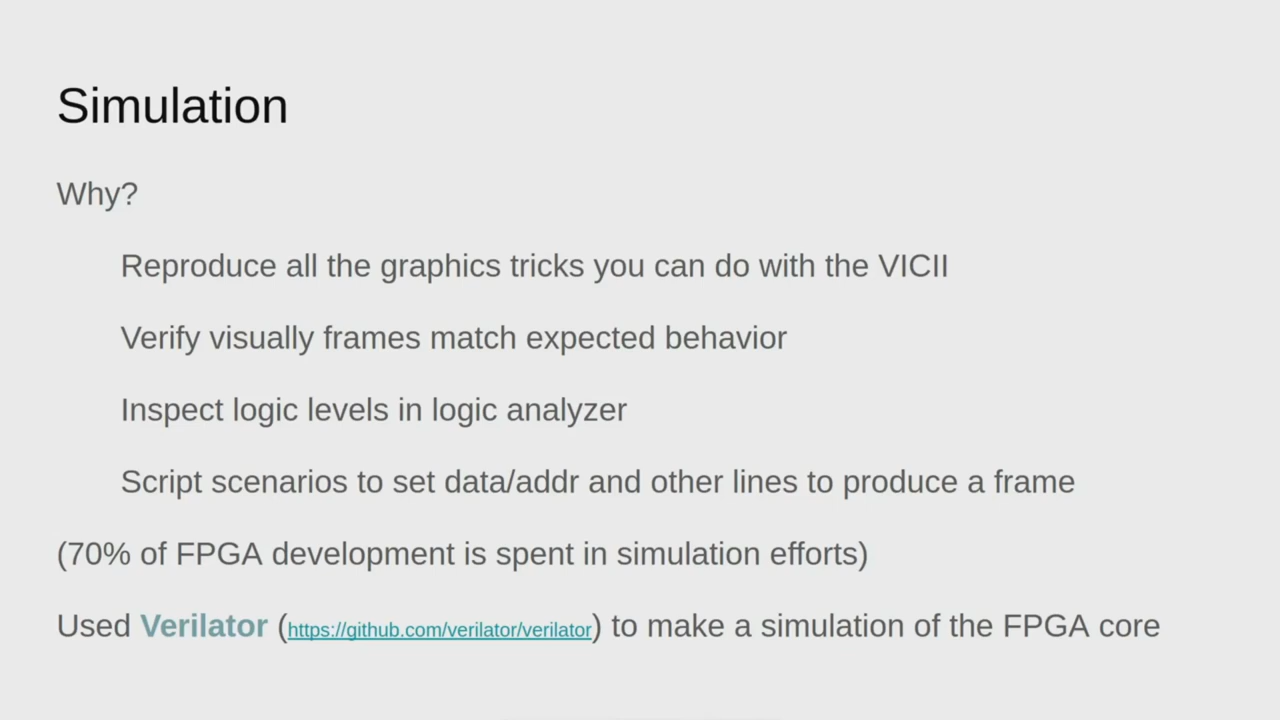 Simulation
Why?
Reproduce all the graphics tricks you can do with the VICII
Verify visually frames match expected behavior
Inspect logic levels in logic analyzer
Script scenarios to set data/addr and other lines to produce a frame
(70% of FPGA development is spent in simulation efforts)
Used Verilator (https://github.com/verilator/verilator) to make a simulation of the FPGA core